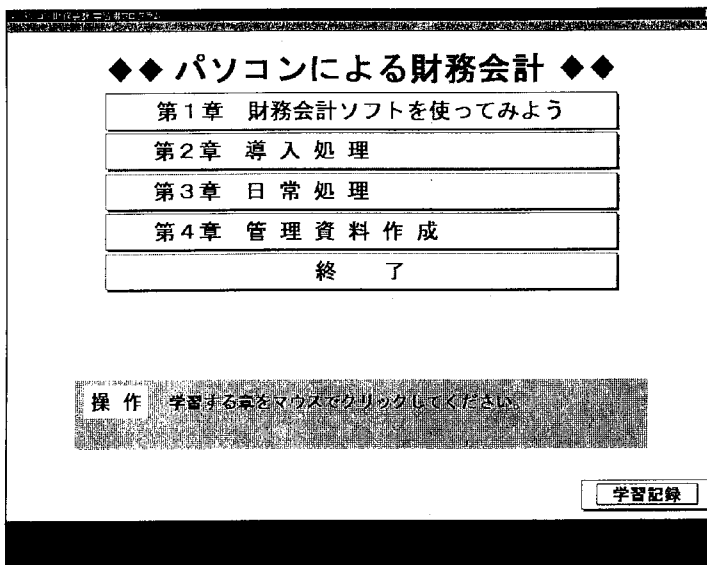 ◆◆ パソコンによる財務会計 ◆◆
第1章 財務会計ソフトを使ってみよう
第2章 導 入 処 理
第3章 日 常 処 理
第4章 管 理 資 料 作 成
終 了
操 作 学習する章をマウスでクリックしてください。
学習記録